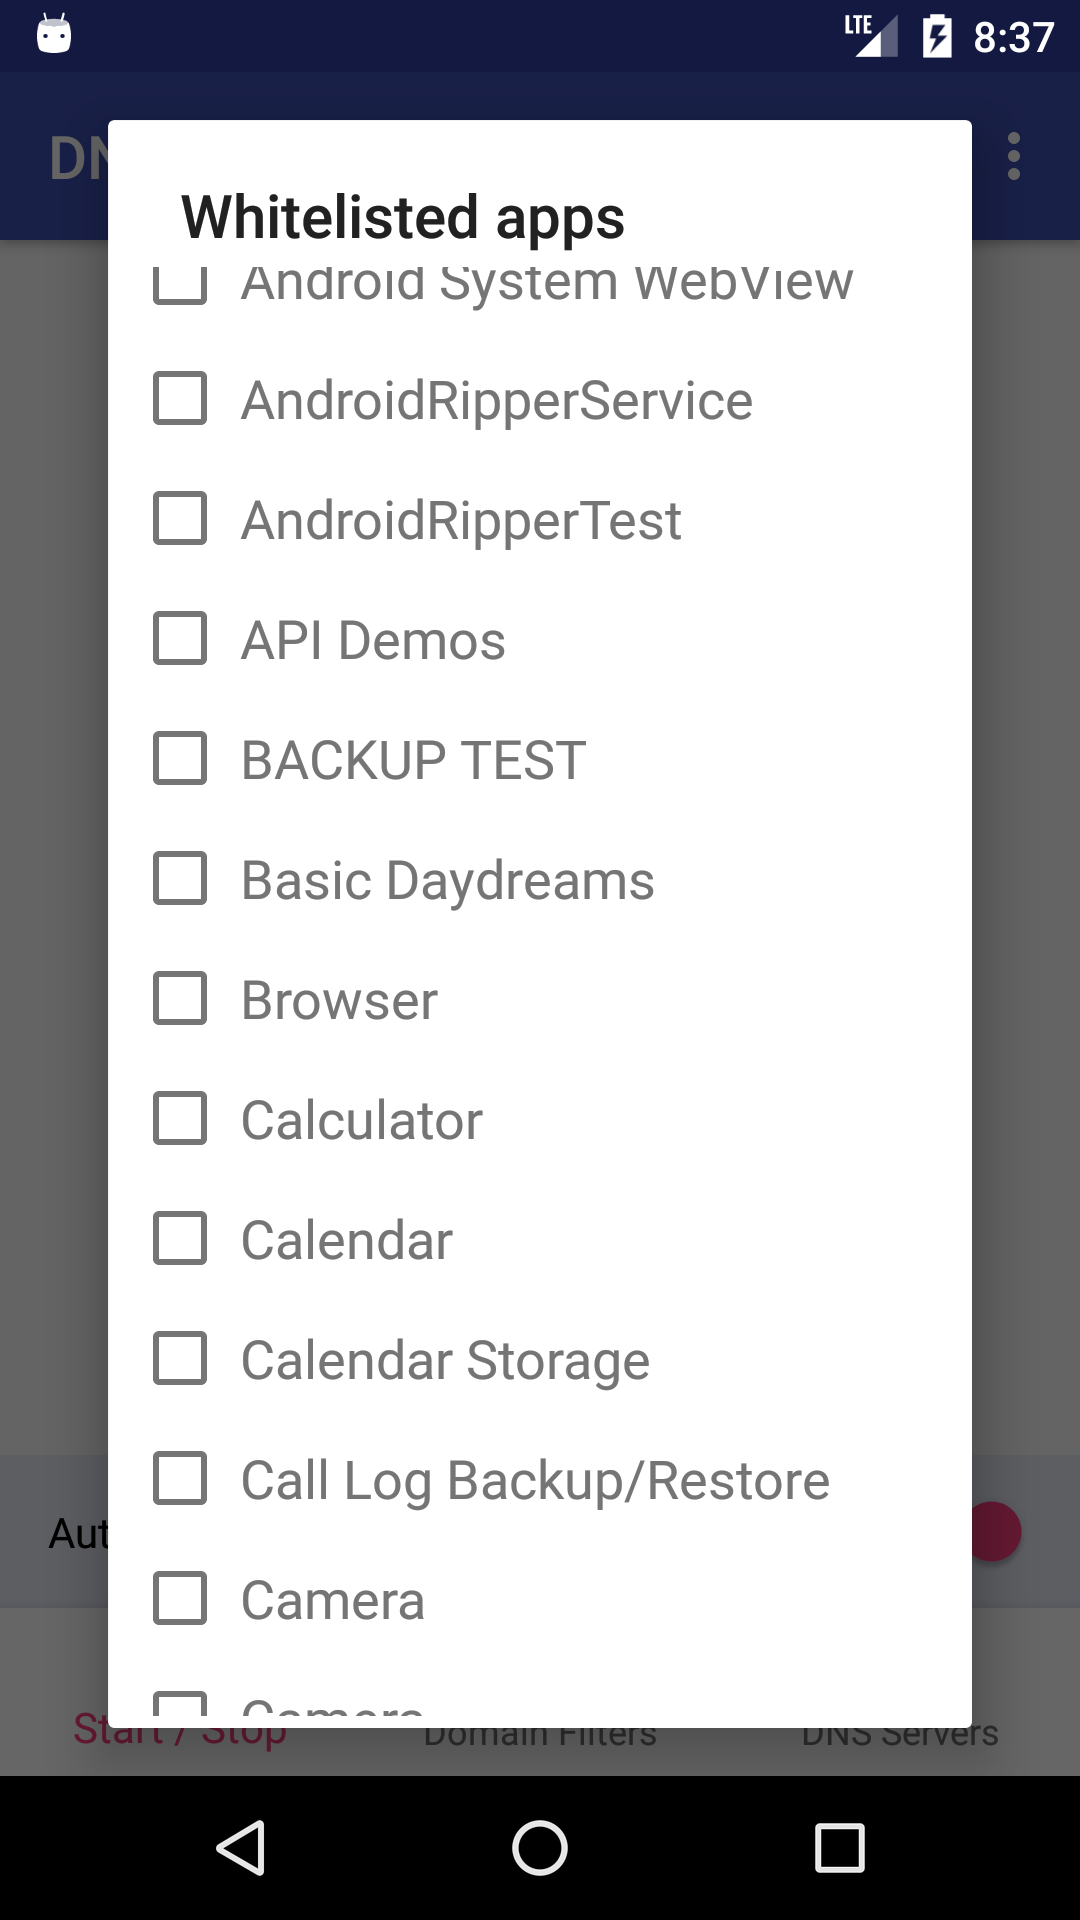 LTE 8:37
DN
Whitelisted apps
Android System WebView
AndroidRipperService
AndroidRipperTest
API Demos
BACKUP TEST
Basic Daydreams
Browser
Calculator
Calendar
Calendar Storage
Call Log Backup/Restore
Camera
Camera
Aut
Start / Stop
Domain Filters
DNS Servers